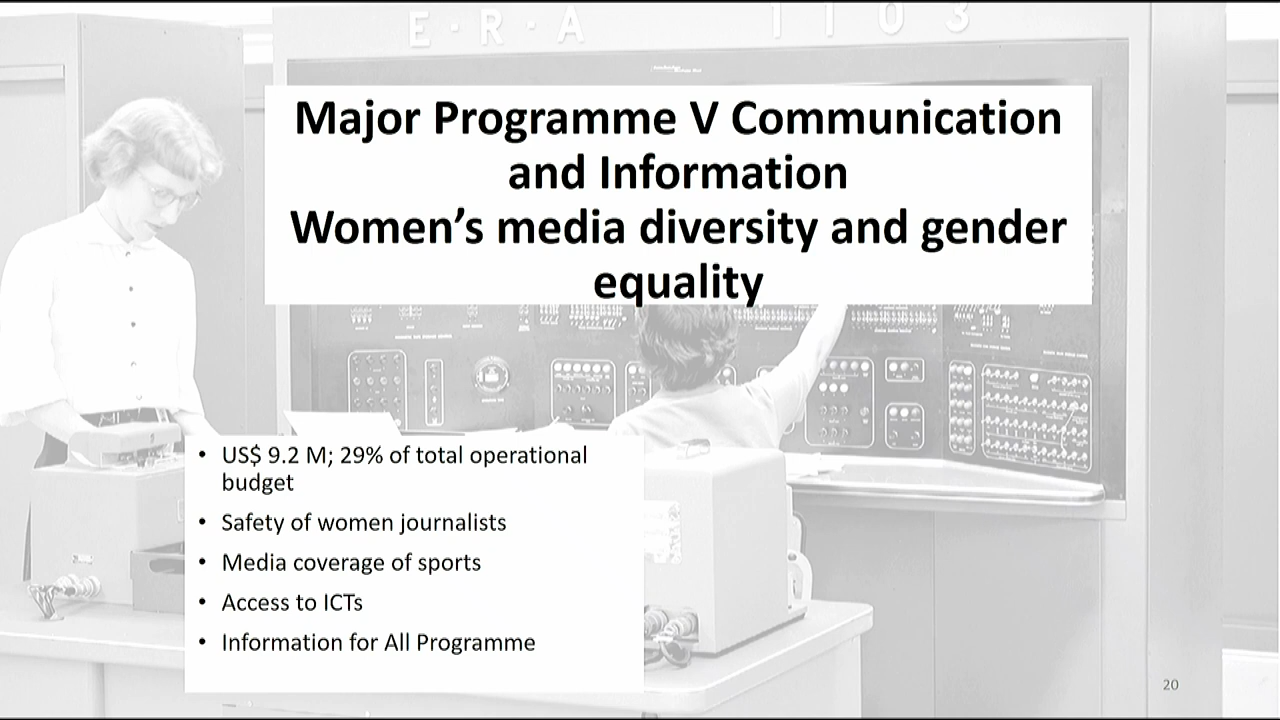 E·R·A 1103
Major Programme V Communication
and Information
Women’s media diversity and gender
equality
• US$ 9.2 M; 29% of total operational
budget
• Safety of women journalists
• Media coverage of sports
• Access to ICTs
• Information for All Programme
20